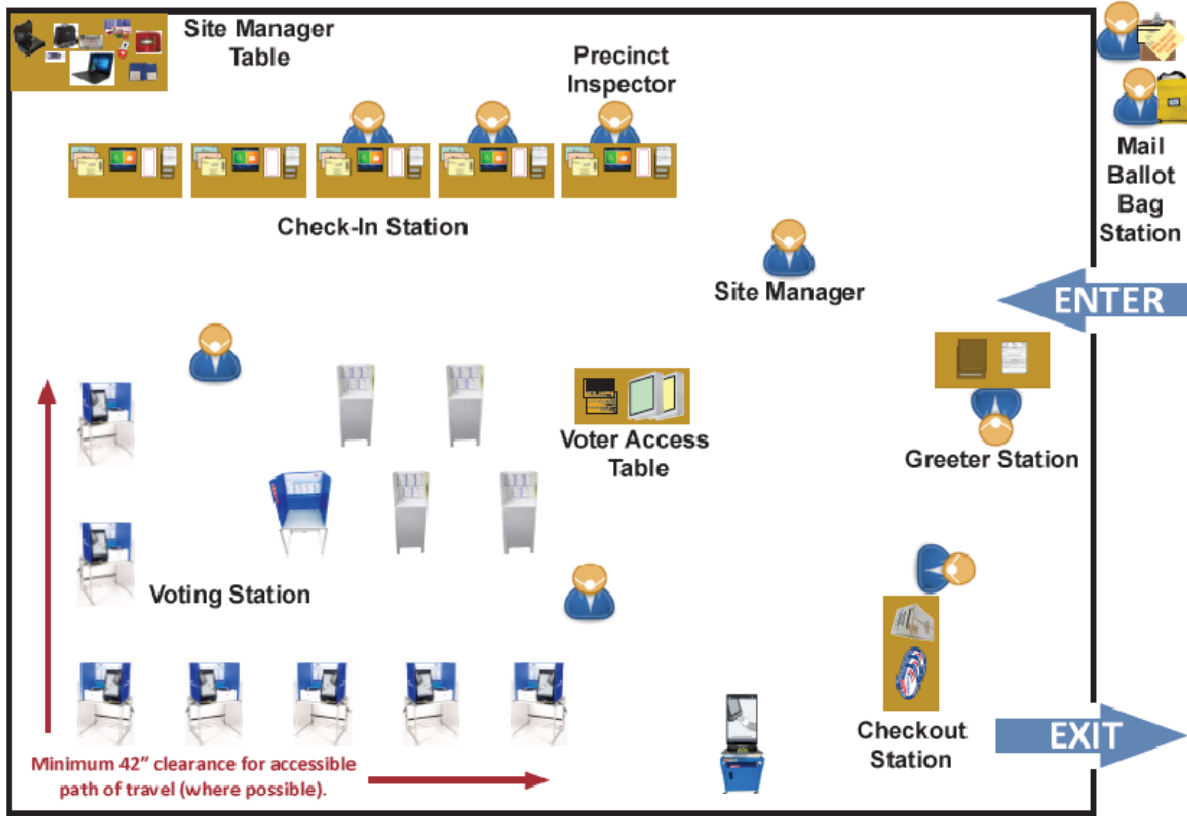 Site Manager
Table
Precinct
Inspector
Mail
Ballot
Bag
Station
Check-In Station
Site Manager
ENTER
Voter Access
Table
Greeter Station
Voting Station
Checkout
Station
EXIT
Minimum 42” clearance for accessible
path of travel (where possible).